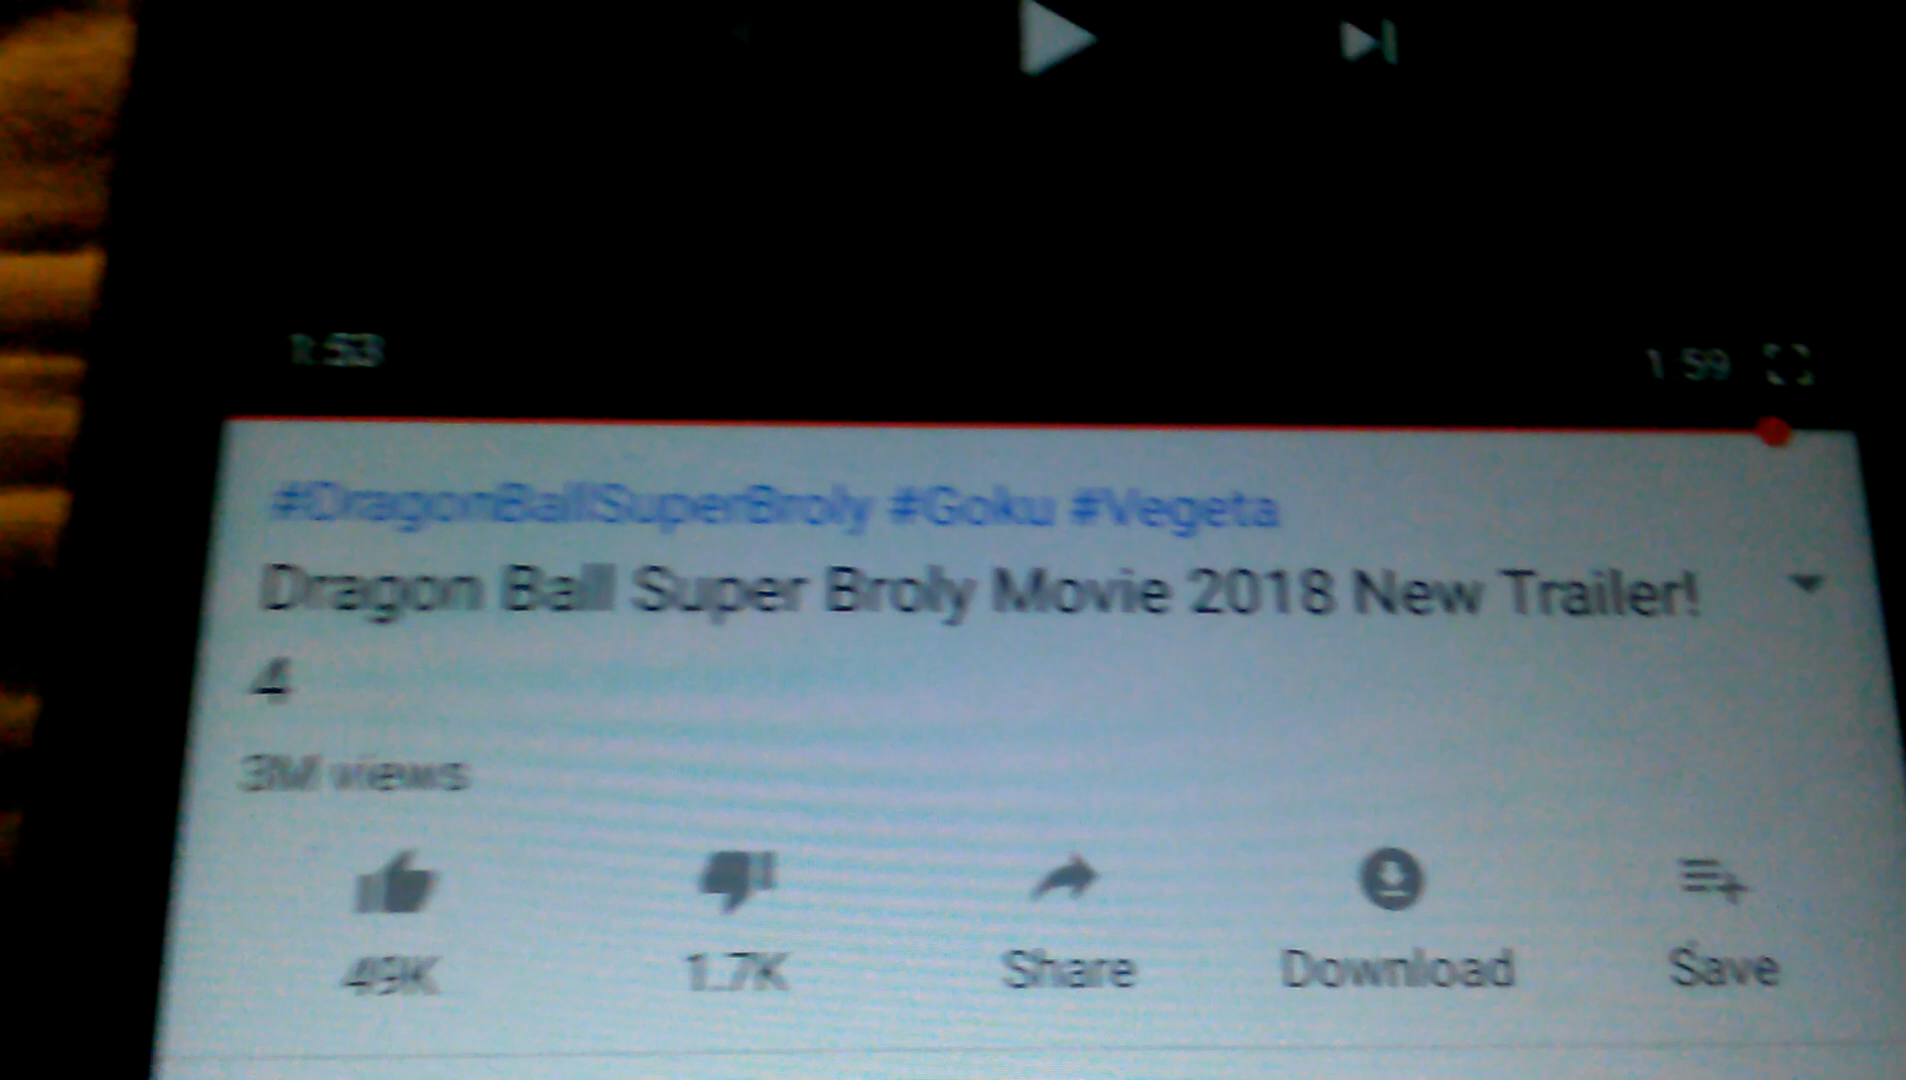 1:53
1:59
#DragonBallSuperBroly #Goku #Vegeta
Dragon Ball Super Broly Movie 2018 New Trailer!
4
3M views
49K
1.7K
Share
Download
Save